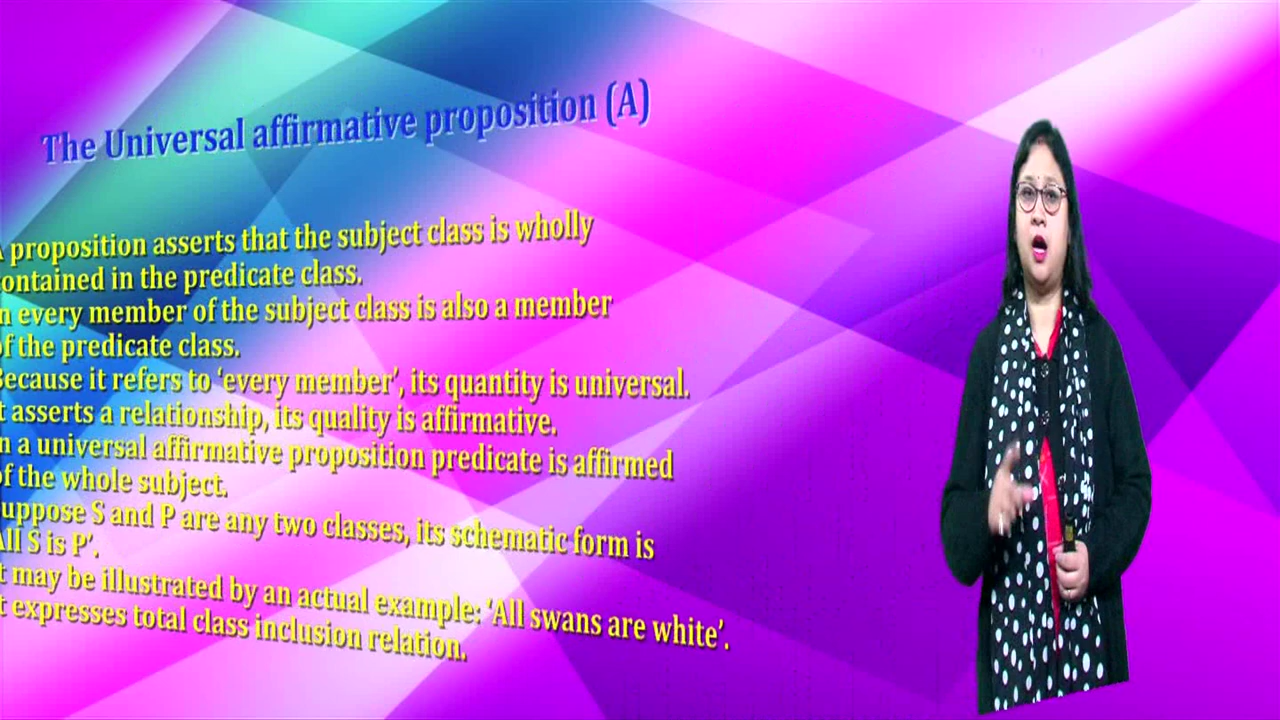 The Universal affirmative proposition (A)
A proposition asserts that the subject class is wholly
ontained in the predicate class.
n every member of the subject class is also a member
of the predicate class.
Because it refers to 'every member', its quantity is universal.
t asserts a relationship, its quality is affirmative.
n a universal affirmative proposition predicate is affirmed
of the whole subject.
uppose S and P are any two classes, its schematic form is
All S is P'.
t may be illustrated by an actual example: 'All swans are white'.
t expresses total class inclusion relation.